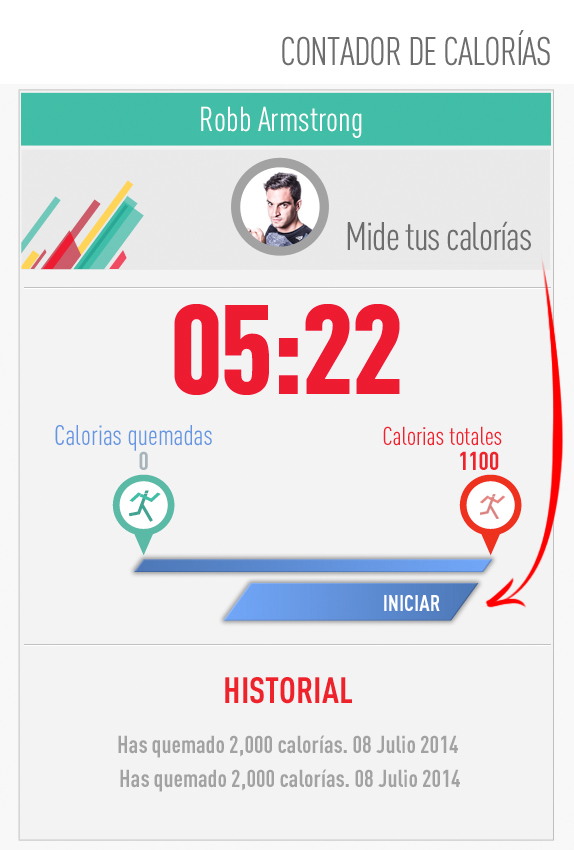 CONTADOR DE CALORÍAS
Robb Armstrong
Mide tus calorías
05:22
Calorias quemadas
0
Calorias totales
1100
INICIAR
HISTORIAL
Has quemado 2,000 calorías. 08 Julio 2014
Has quemado 2,000 calorías. 08 Julio 2014